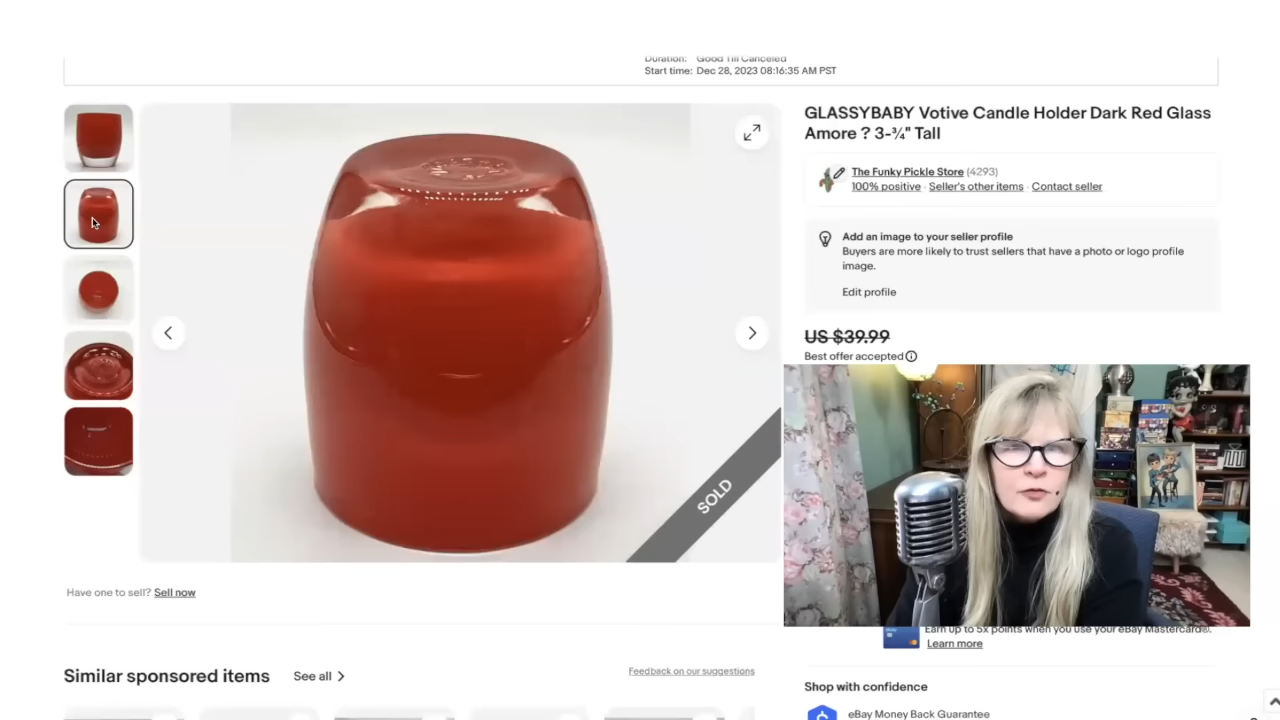 Duration: Good Till Canceled
Start time: Dec 28, 2023 08:16:35 AM PST
GLASSYBABY Votive Candle Holder Dark Red Glass
Amore ? 3-¾" Tall
The Funky Pickle Store (4293)
100% positive · Seller's other items · Contact seller
Add an image to your seller profile
Buyers are more likely to trust sellers that have a photo or logo profile
image.
Edit profile
US $39.99
Best offer accepted
SOLD
Have one to sell? Sell now
Earn up to 5x points when you use your eBay Mastercard®.
Learn more
Similar sponsored items See all
Feedback on our suggestions
Shop with confidence
eBay Money Back Guarantee